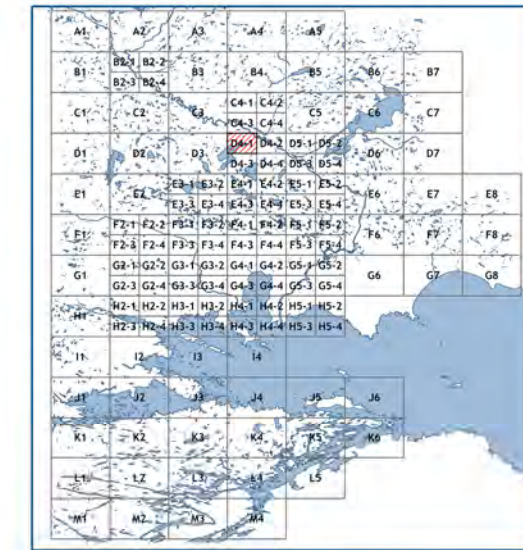 A1 A2 A3 A4 A5
B2-1 B2-2
B1 B3 B4 B5 B6 B7
B2-3 B2-4
C4-1 C4-2
C1 C2 C3 C5 C6 C7
C4-3 C4-4
D4-1 D4-2 D5-1 D5-2
D1 D2 D3 D6 D7
D4-3 D4-4 D5-3 D5-4
E3-1 E3-2 E4-1 E4-2 E5-1 E5-2
E1 E2 E6 E7 E8
E3-3 E3-4 E4-3 E4-4 E5-3 E5-4
F2-1 F2-2 F3-1 F3-2 F4-1 F4-2 F5-1 F5-2
F1 F6 F7 F8
F2-3 F2-4 F3-3 F3-4 F4-3 F4-4 F5-3 F5-4
G2-1 G2-2 G3-1 G3-2 G4-1 G4-2 G5-1 G5-2
G1 G6 G7 G8
G2-3 G2-4 G3-3 G3-4 G4-3 G4-4 G5-3 G5-4
H2-1 H2-2 H3-1 H3-2 H4-1 H4-2 H5-1 H5-2
H1
H2-3 H2-4 H3-3 H3-4 H4-3 H4-4 H5-3 H5-4
I1 I2 I3 I4
J1 J2 J3 J4 J5 J6
K1 K2 K3 K4 K5 K6
L1 L2 L3 L4 L5
M1 M2 M3 M4